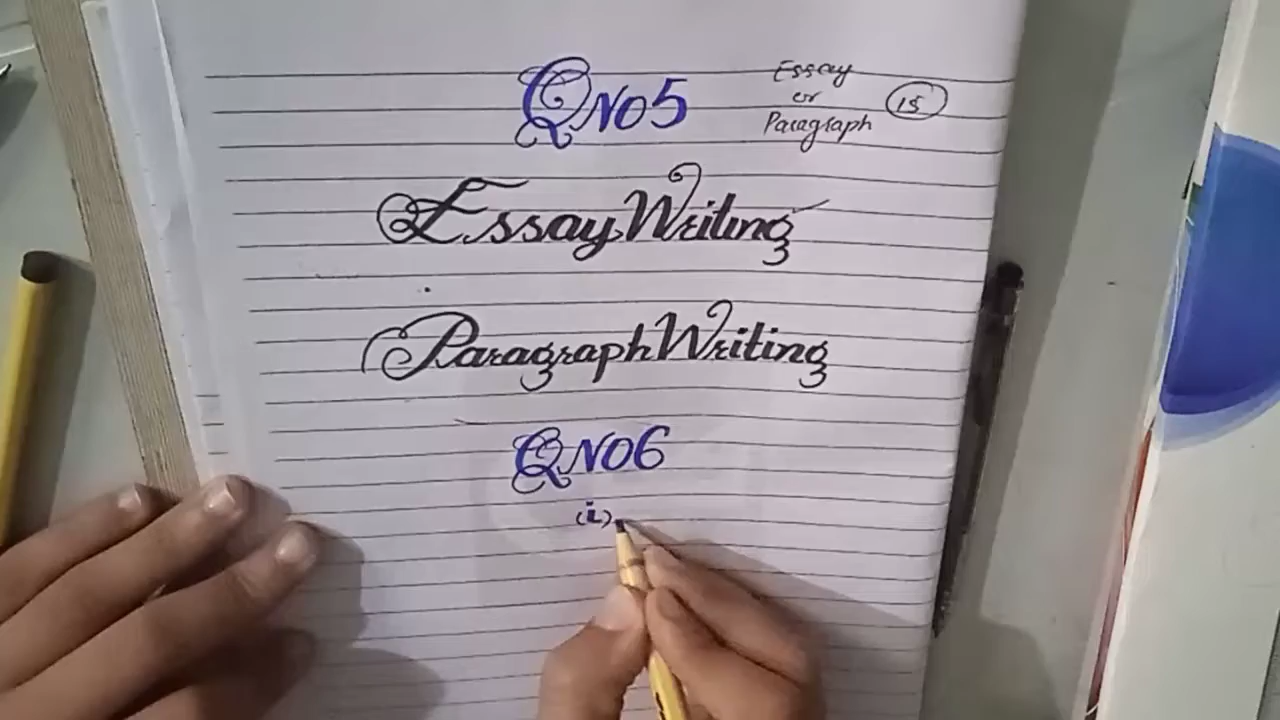 QNo5
Essay
or
Paragraph
15
Essay Writing
Paragraph Writing
QNO6
(i)